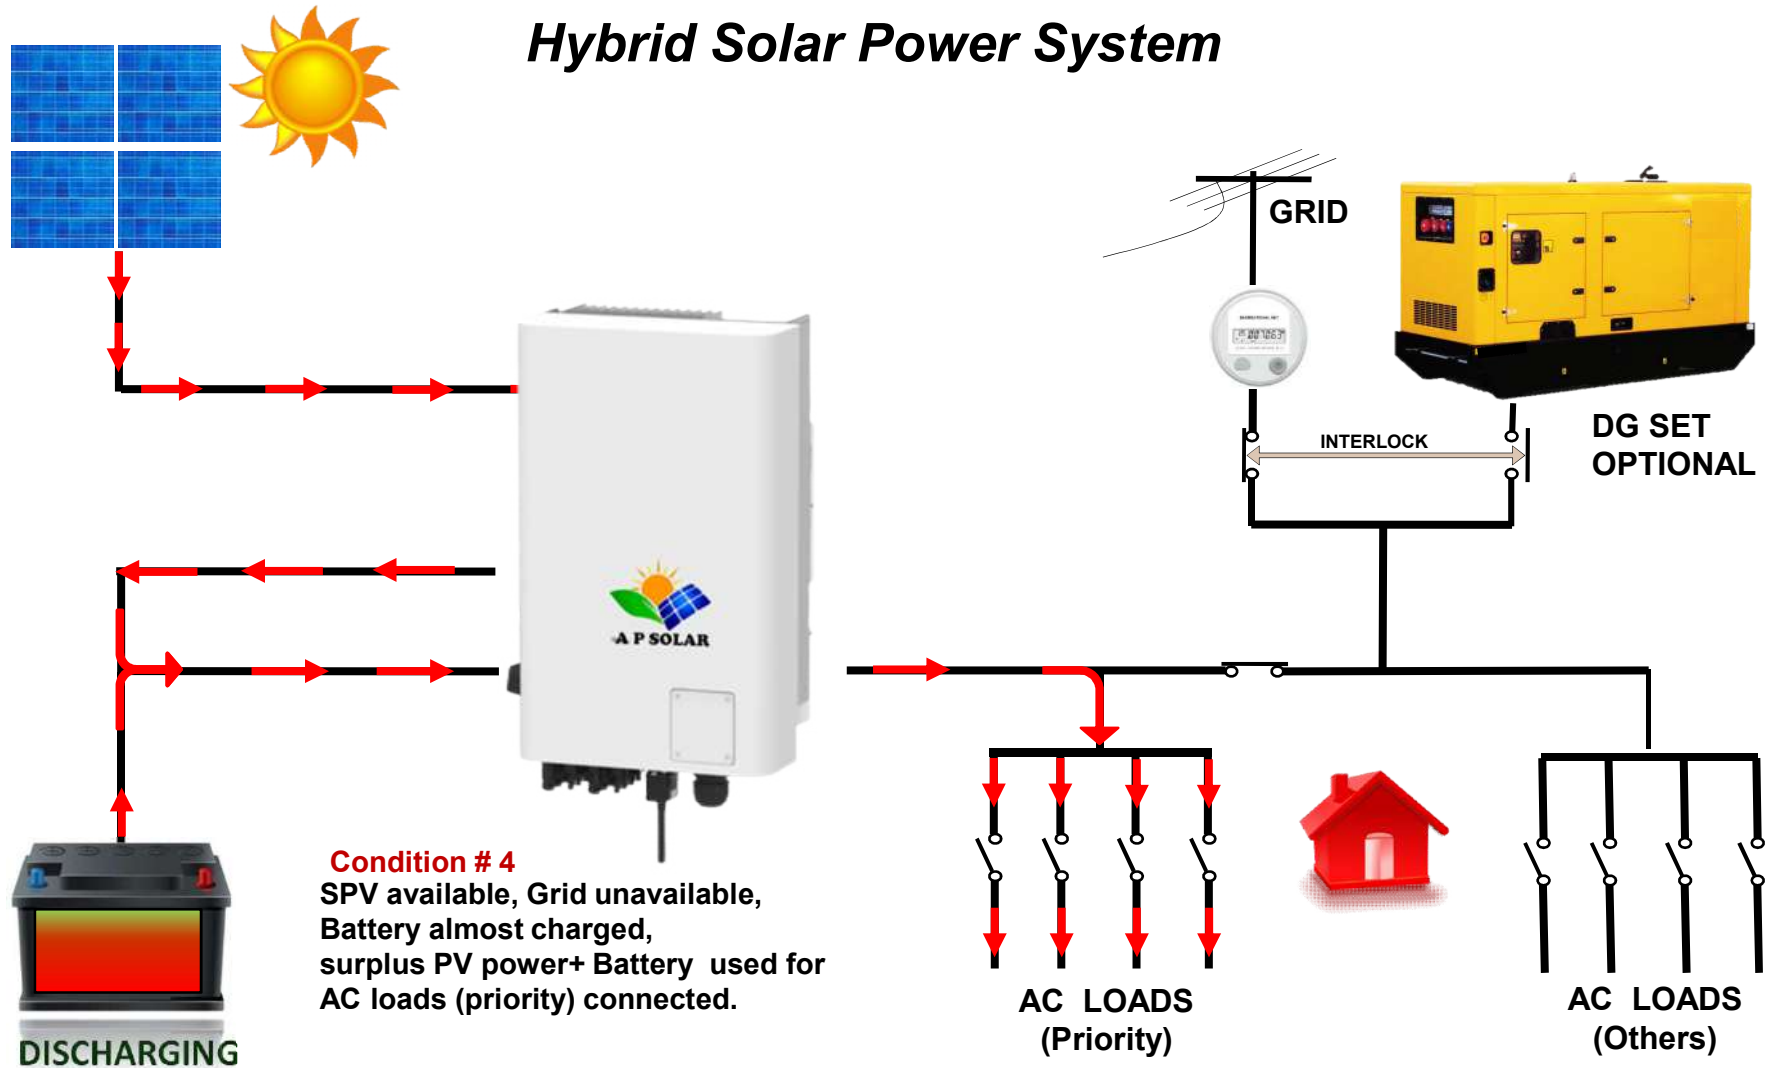 Hybrid Solar Power System
GRID
INTERLOCK
DG SET
OPTIONAL
A P SOLAR
Condition # 4
SPV available, Grid unavailable,
Battery almost charged,
surplus PV power+ Battery used for
AC loads (priority) connected.
AC LOADS
(Priority)
AC LOADS
(Others)
DISCHARGING